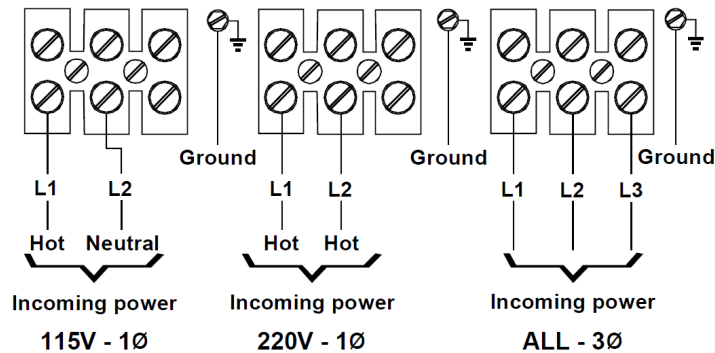 Ground
L1 L2
Hot Neutral
Incoming power
115V - 1Ø
Ground
L1 L2
Hot Hot
Incoming power
220V - 1Ø
Ground
L1 L2 L3
Incoming power
ALL - 3Ø